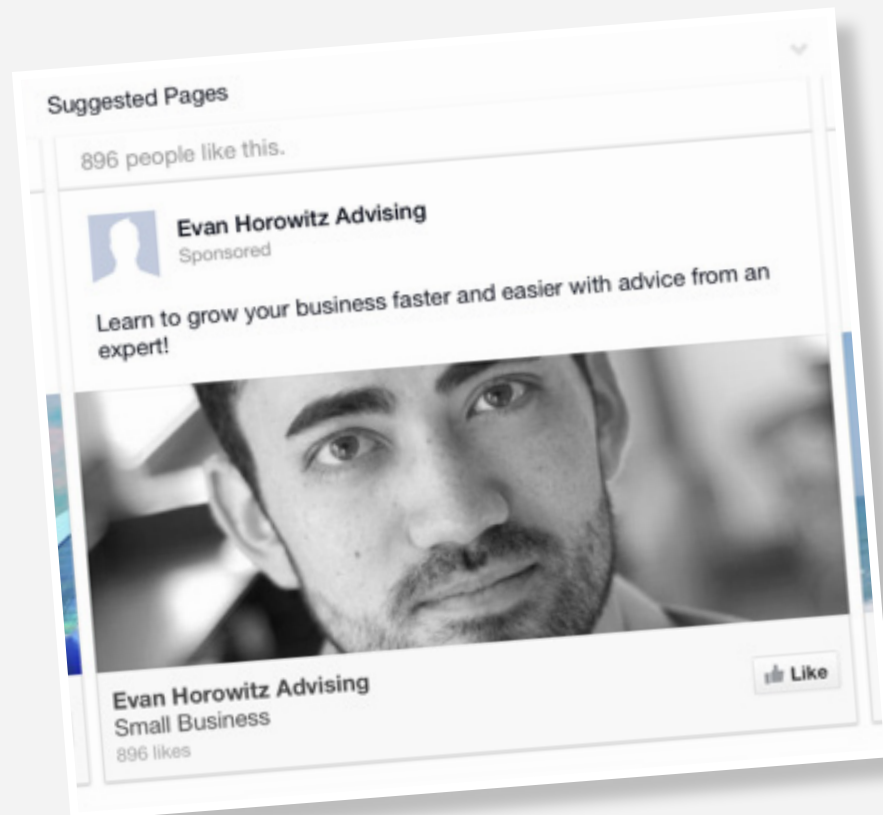 Suggested Pages
896 people like this.
Evan Horowitz Advising
Sponsored
Learn to grow your business faster and easier with advice from an
expert!
Evan Horowitz Advising
Small Business
896 likes
Like